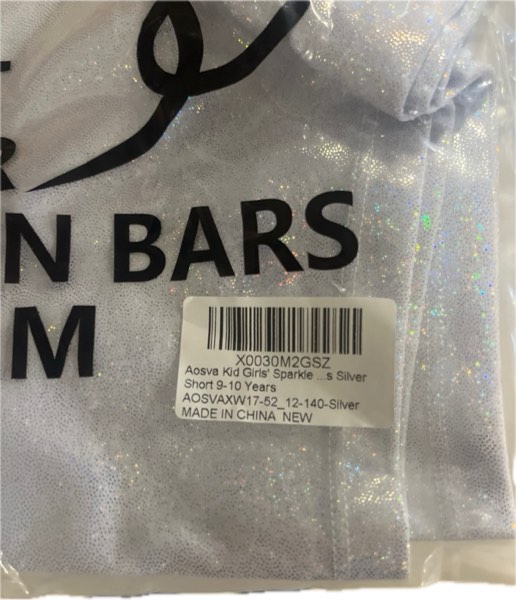 N BARS
M
X0030M2GSZ
Aosva Kid Girls' Sparkle ...s Silver
Short 9-10 Years
AOSVAXW17-52_12-140-Silver
MADE IN CHINA NEW